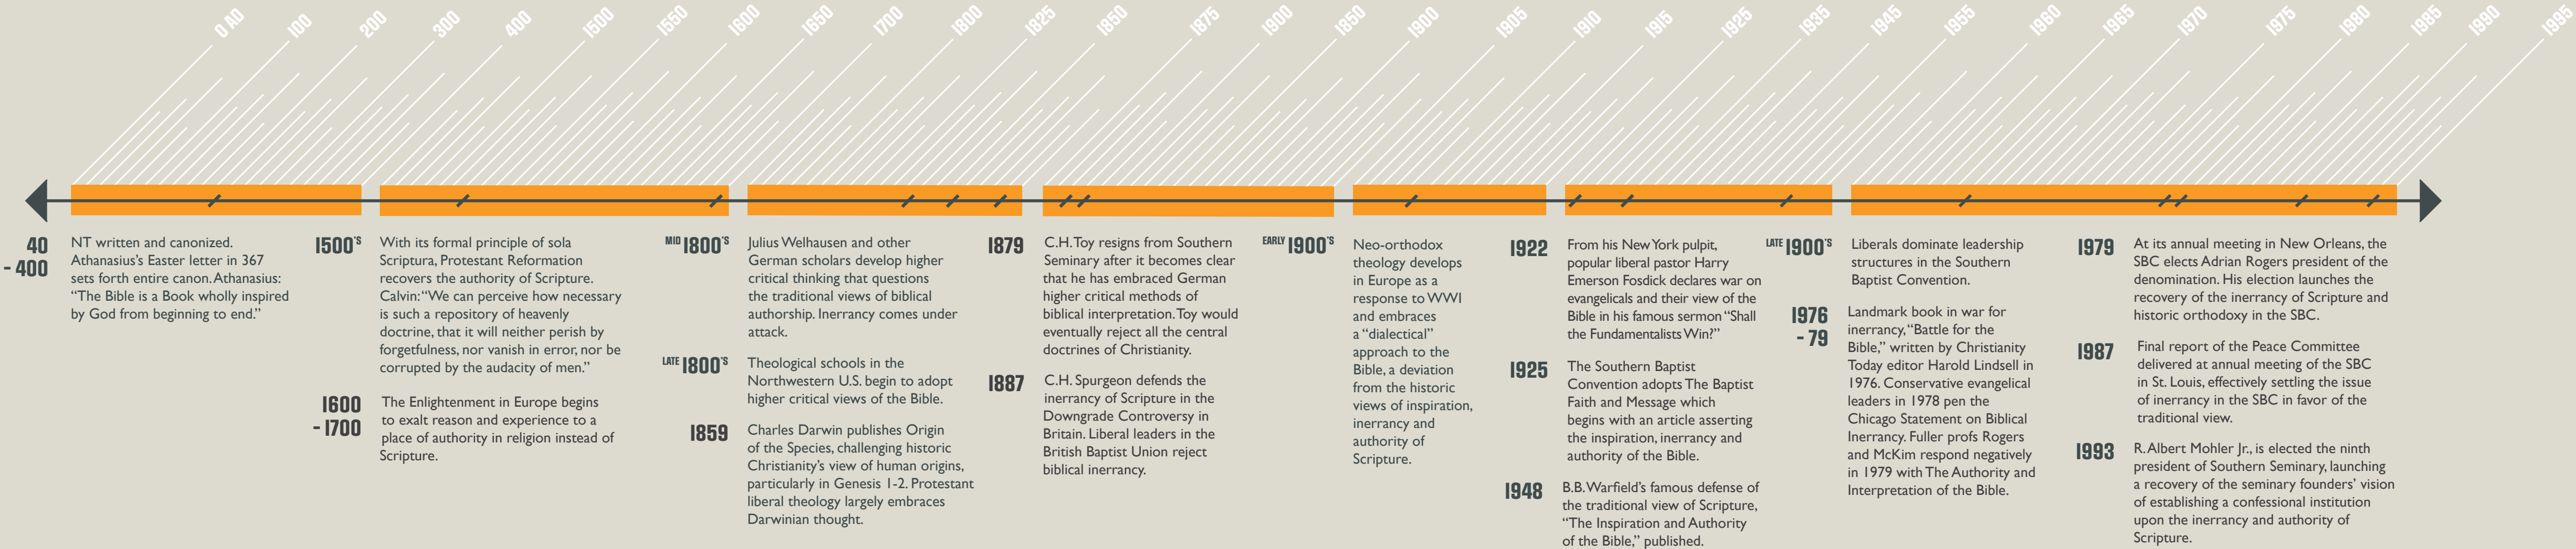 0 AD
100
200
300
400
1500
1550
1600
1650
1700
1800
1825
1850
1875
1900
1850
1900
1905
1910
1915
1925
1935
1945
1955
1960
1965
1970
1975
1980
1985
1990
1995
40
- 400
NT written and canonized.
Athanasius's Easter letter in 367
sets forth entire canon. Athanasius:
“The Bible is a Book wholly inspired
by God from beginning to end.”
1500'S
With its formal principle of sola
Scriptura, Protestant Reformation
recovers the authority of Scripture.
Calvin: “We can perceive how necessary
is such a repository of heavenly
doctrine, that it will neither perish by
forgetfulness, nor vanish in error, nor be
corrupted by the audacity of men.”
1600
- 1700
The Enlightenment in Europe begins
to exalt reason and experience to a
place of authority in religion instead of
Scripture.
MID 1800'S
Julius Welhausen and other
German scholars develop higher
critical thinking that questions
the traditional views of biblical
authorship. Inerrancy comes under
attack.
LATE 1800'S
Theological schools in the
Northwestern U.S. begin to adopt
higher critical views of the Bible.
1859
Charles Darwin publishes Origin
of the Species, challenging historic
Christianity's view of human origins,
particularly in Genesis 1-2. Protestant
liberal theology largely embraces
Darwinian thought.
1879
C.H. Toy resigns from Southern
Seminary after it becomes clear
that he has embraced German
higher critical methods of
biblical interpretation. Toy would
eventually reject all the central
doctrines of Christianity.
1887
C.H. Spurgeon defends the
inerrancy of Scripture in the
Downgrade Controversy in
Britain. Liberal leaders in the
British Baptist Union reject
biblical inerrancy.
EARLY 1900'S
Neo-orthodox
theology develops
in Europe as a
response to WWI
and embraces
a “dialectical”
approach to the
Bible, a deviation
from the historic
views of inspiration,
inerrancy and
authority of
Scripture.
1922
From his New York pulpit,
popular liberal pastor Harry
Emerson Fosdick declares war on
evangelicals and their view of the
Bible in his famous sermon “Shall
the Fundamentalists Win?”
1925
The Southern Baptist
Convention adopts The Baptist
Faith and Message which
begins with an article asserting
the inspiration, inerrancy and
authority of the Bible.
1948
B.B. Warfield's famous defense of
the traditional view of Scripture,
“The Inspiration and Authority
of the Bible,” published.
LATE 1900'S
Liberals dominate leadership
structures in the Southern
Baptist Convention.
1976
- 79
Landmark book in war for
inerrancy, “Battle for the
Bible,” written by Christianity
Today editor Harold Lindsell in
1976. Conservative evangelical
leaders in 1978 pen the
Chicago Statement on Biblical
Inerrancy. Fuller profs Rogers
and McKim respond negatively
in 1979 with The Authority and
Interpretation of the Bible.
1979
At its annual meeting in New Orleans, the
SBC elects Adrian Rogers president of the
denomination. His election launches the
recovery of the inerrancy of Scripture and
historic orthodoxy in the SBC.
1987
Final report of the Peace Committee
delivered at annual meeting of the SBC
in St. Louis, effectively settling the issue
of inerrancy in the SBC in favor of the
traditional view.
1993
R. Albert Mohler Jr., is elected the ninth
president of Southern Seminary, launching
a recovery of the seminary founders' vision
of establishing a confessional institution
upon the inerrancy and authority of
Scripture.